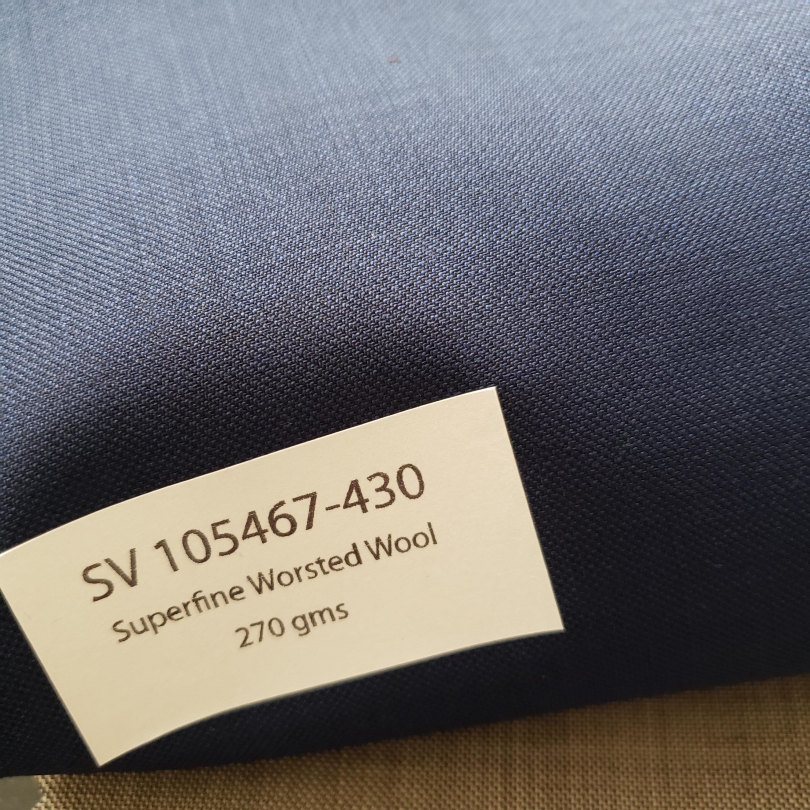 SV 105467-430
Superfine Worsted Wool
270 gms